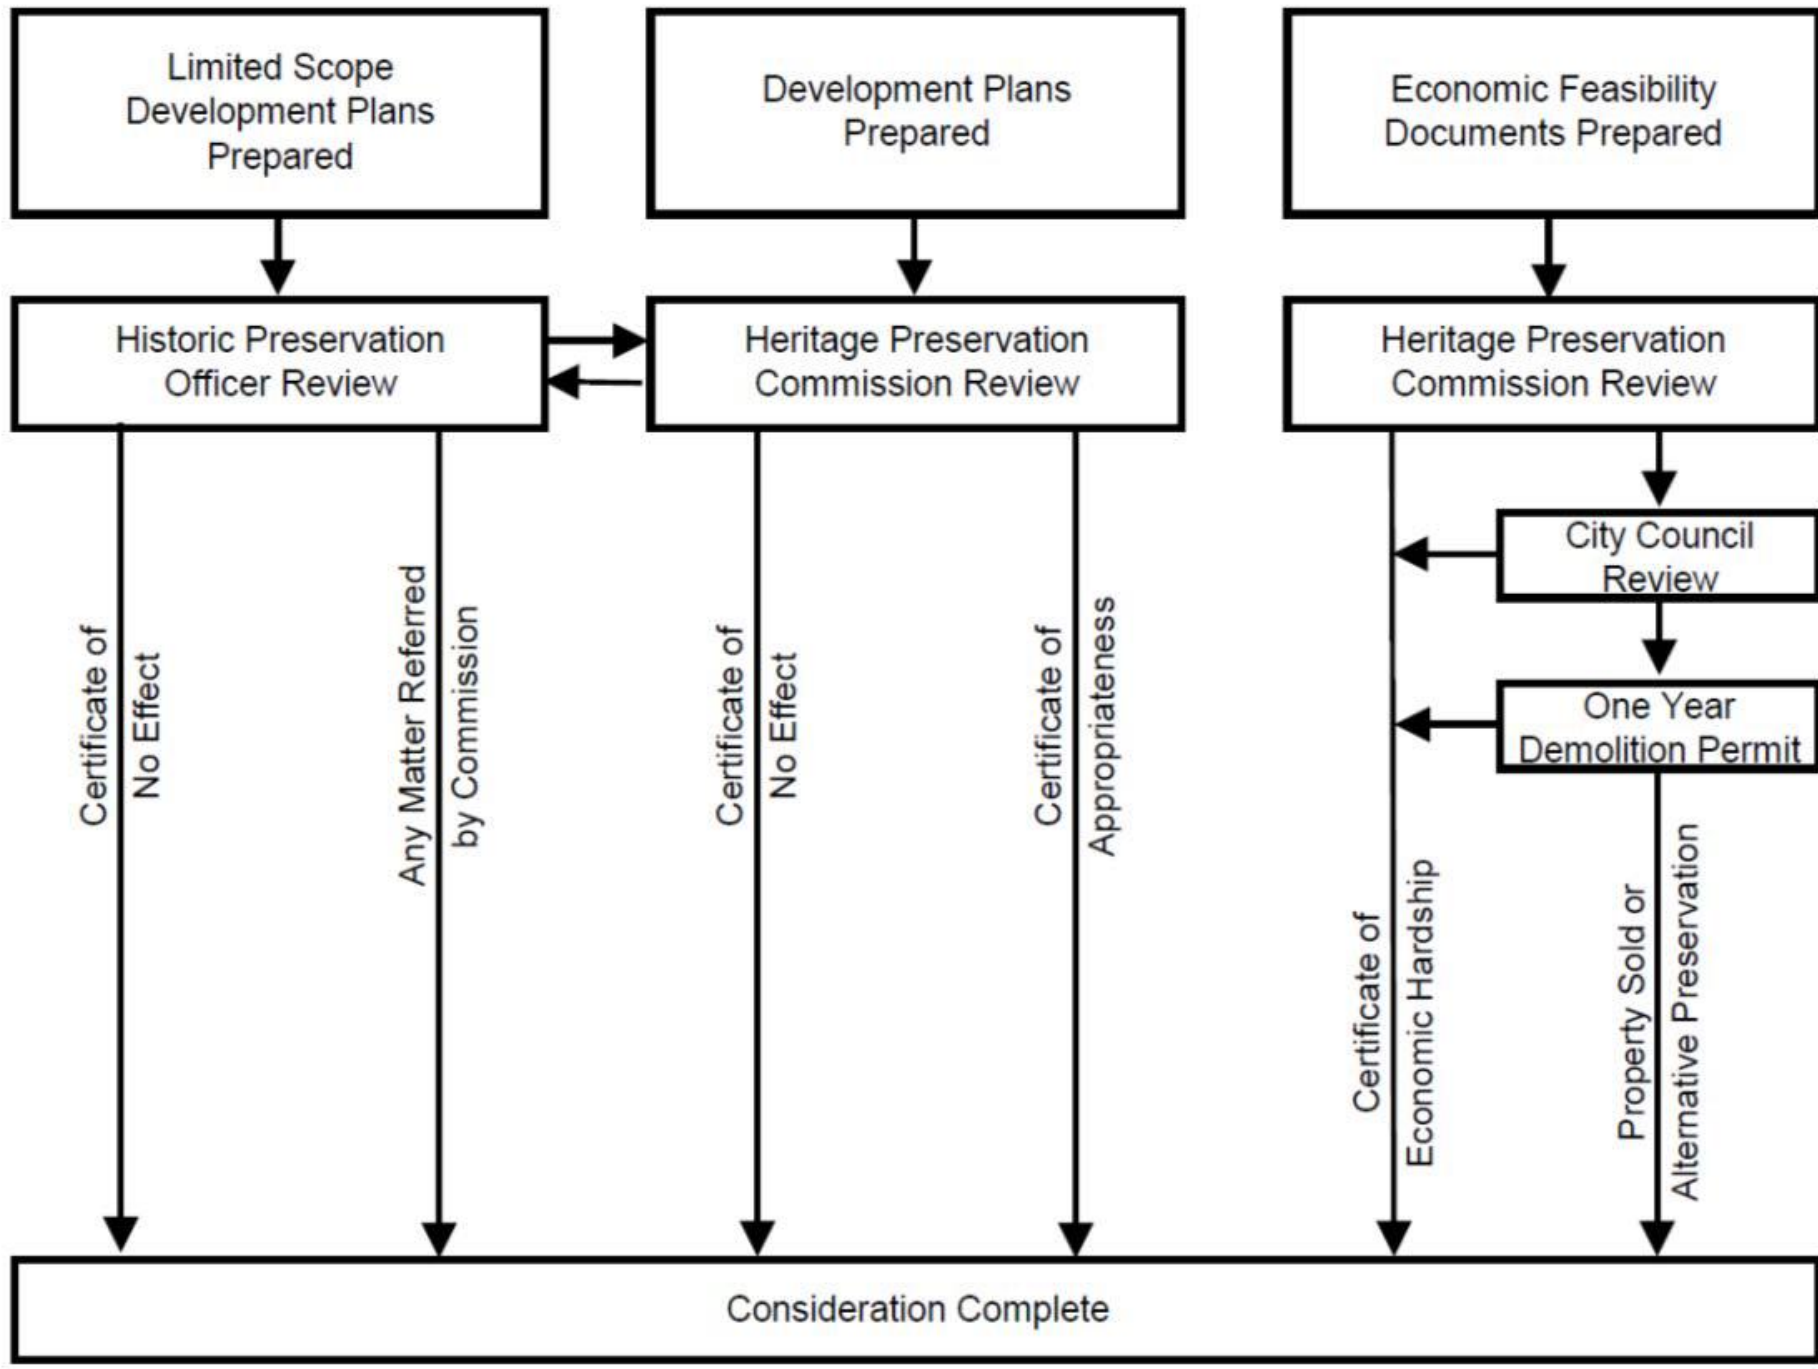 Limited Scope
Development Plans
Prepared
Development Plans
Prepared
Economic Feasibility
Documents Prepared
Historic Preservation
Officer Review
Heritage Preservation
Commission Review
Heritage Preservation
Commission Review
City Council
Review
One Year
Demolition Permit
Certificate of
No Effect
Any Matter Referred
by Commission
Certificate of
No Effect
Certificate of
Appropriateness
Certificate of
Economic Hardship
Property Sold or
Alternative Preservation
Consideration Complete